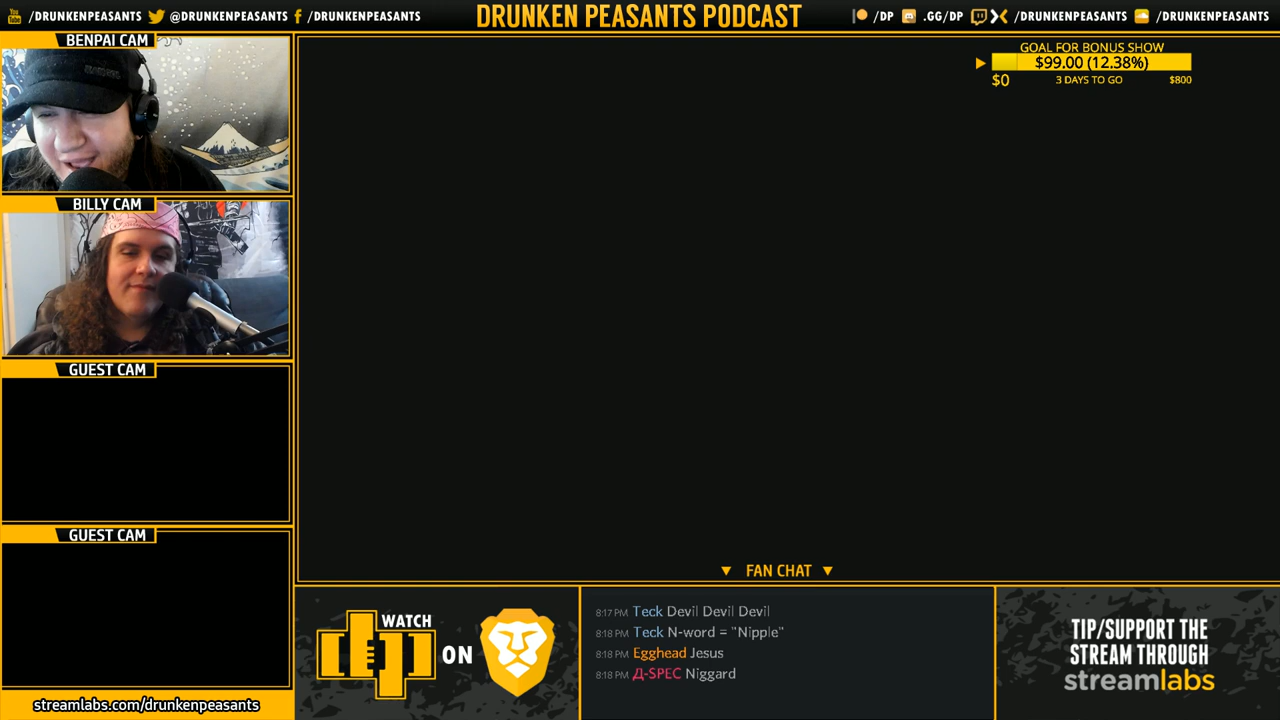 You Tube /DRUNKENPEASANTS @DRUNKENPEASANTS f /DRUNKENPEASANTS DRUNKEN PEASANTS PODCAST /DP .GG/DP /DRUNKENPEASANTS /DRUNKENPEASANTS
BENPAI CAM
GOAL FOR BONUS SHOW
$99.00 (12.38%)
$0 3 DAYS TO GO $800
BILLY CAM
GUEST CAM
GUEST CAM
FAN CHAT
WATCH
ON
8:17 PM Teck Devil Devil Devil
8:18 PM Teck N-word = "Nipple"
8:18 PM Egghead Jesus
8:18 PM Д-SPEC Niggard
TIP/SUPPORT THE
STREAM THROUGH
streamlabs
streamlabs.com/drunkenpeasants